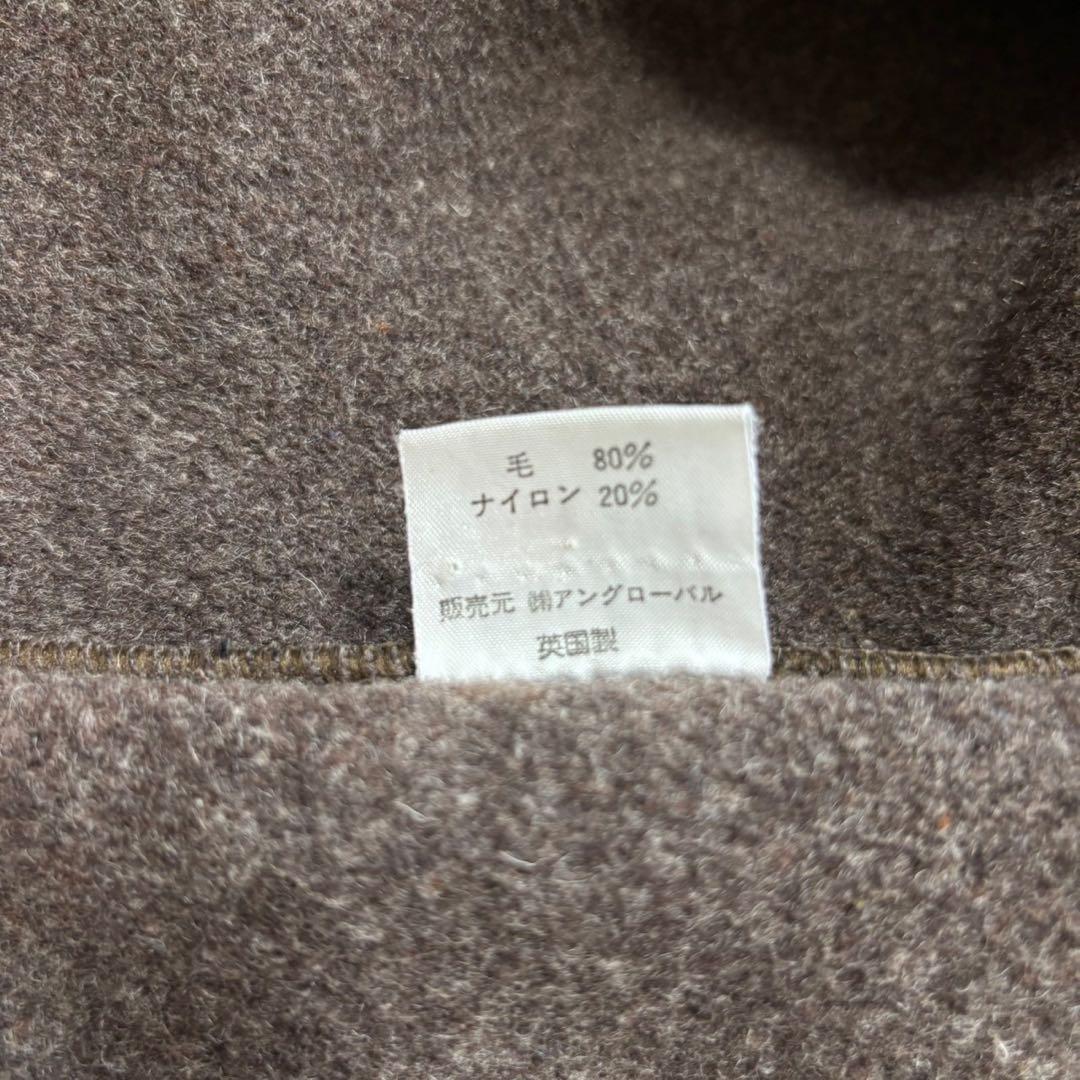 毛 80%
ナイロン 20%
販売元 ㈱アングローバル
英国製